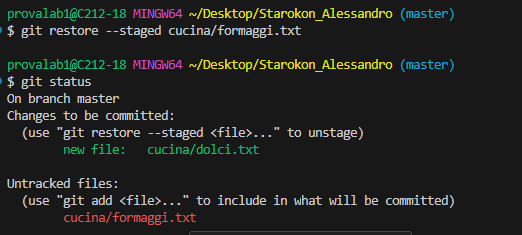 provalab1@C212-18 MINGW64 ~/Desktop/Starokon_Alessandro (master)
$ git restore --staged cucina/formaggi.txt

provalab1@C212-18 MINGW64 ~/Desktop/Starokon_Alessandro (master)
$ git status
On branch master
Changes to be committed:
  (use "git restore --staged <file>..." to unstage)
        new file:   cucina/dolci.txt

Untracked files:
  (use "git add <file>..." to include in what will be committed)
        cucina/formaggi.txt